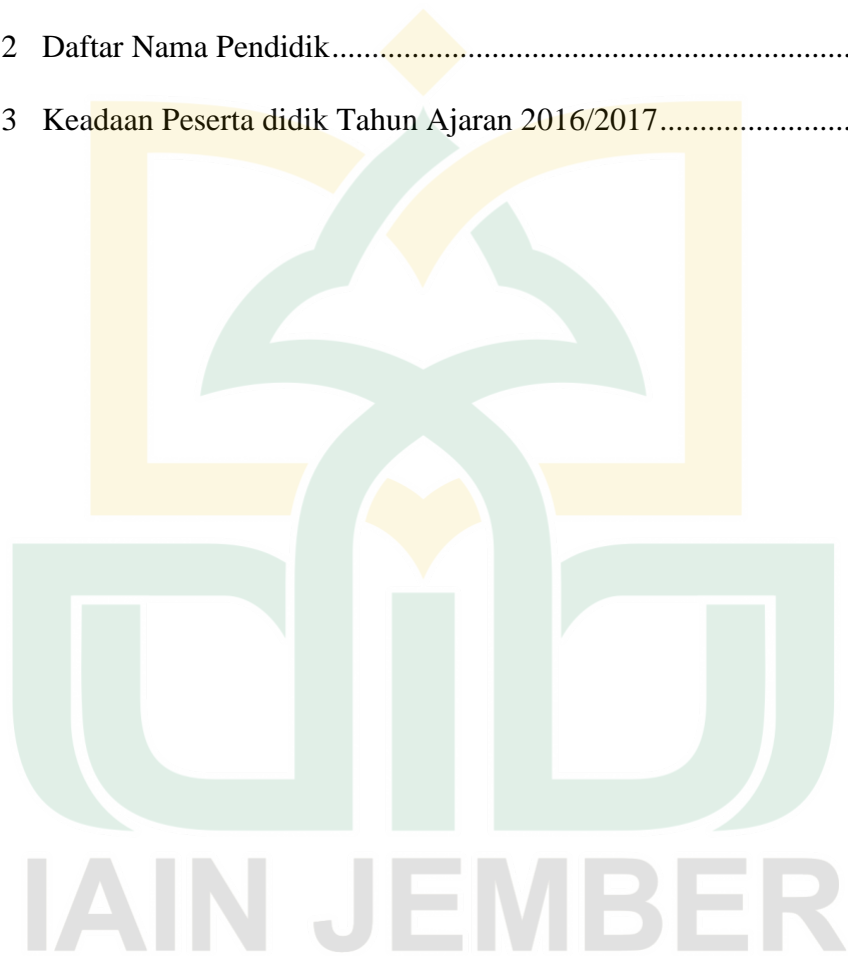 2 Daftar Nama Pendidik................................................................
3 Keadaan Peserta didik Tahun Ajaran 2016/2017........................
IAIN JEMBER